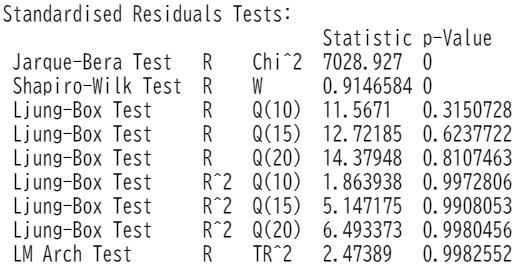 Standardised Residuals Tests:
Statistic p-Value
Jarque-Bera Test R Chi^2 7028.927 0
Shapiro-Wilk Test R W 0.9146584 0
Ljung-Box Test R Q(10) 11.5671 0.3150728
Ljung-Box Test R Q(15) 12.72185 0.6237722
Ljung-Box Test R Q(20) 14.37948 0.8107463
Ljung-Box Test R^2 Q(10) 1.863938 0.9972806
Ljung-Box Test R^2 Q(15) 5.147175 0.9908053
Ljung-Box Test R^2 Q(20) 6.493373 0.9980456
LM Arch Test R TR^2 2.47389 0.9982552